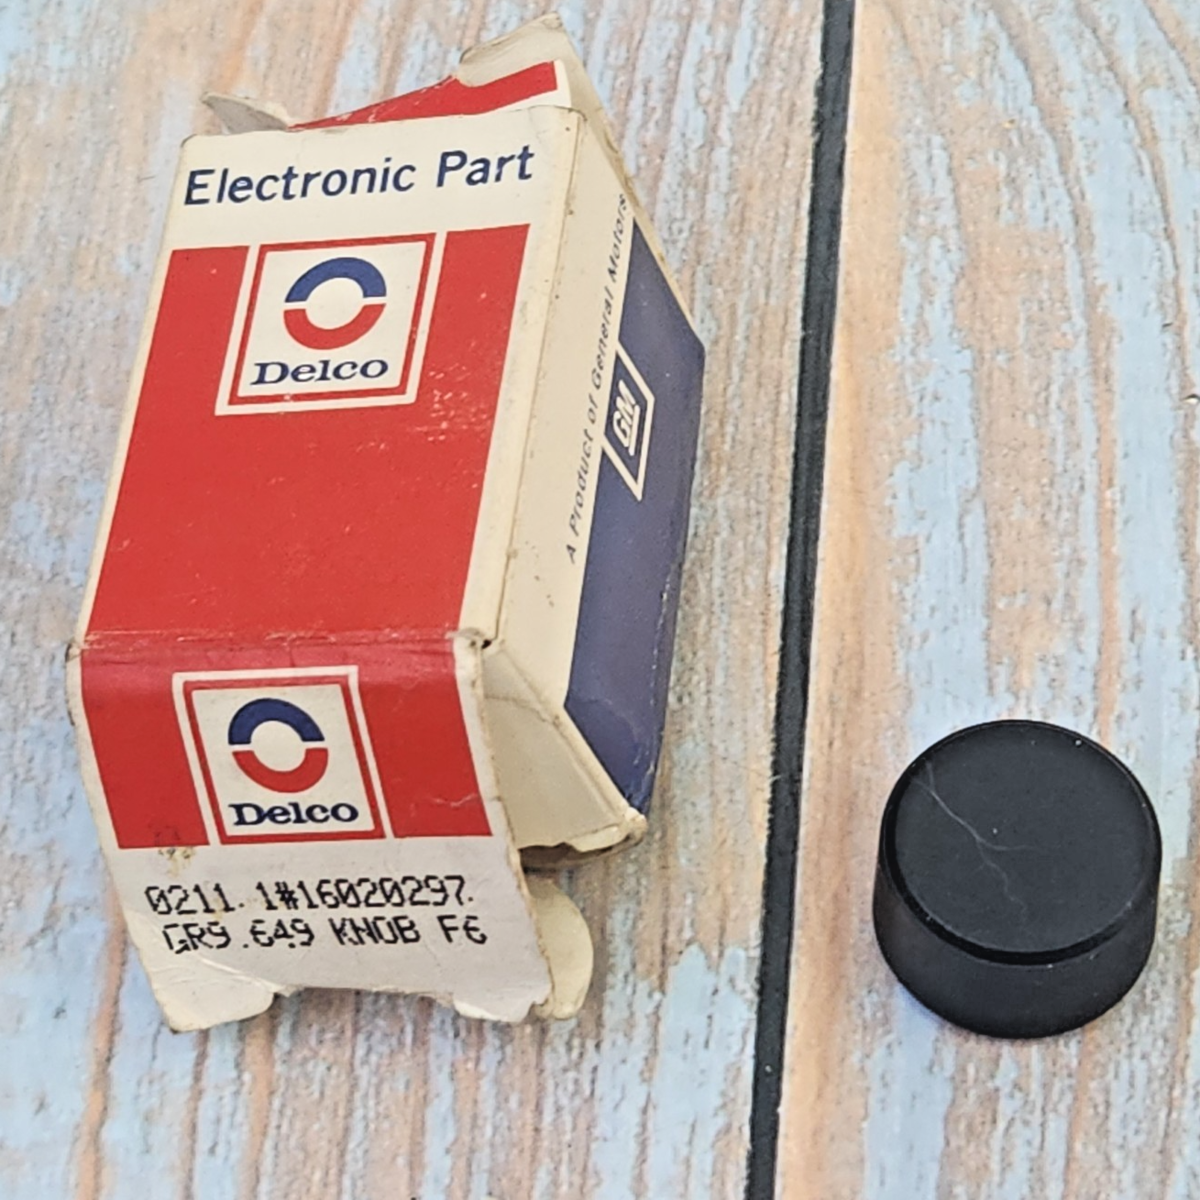 Electronic Part
Delco
A Product of General Motors
GM
Delco
0211. 1#16020297.
GR9.649 KNOB F6